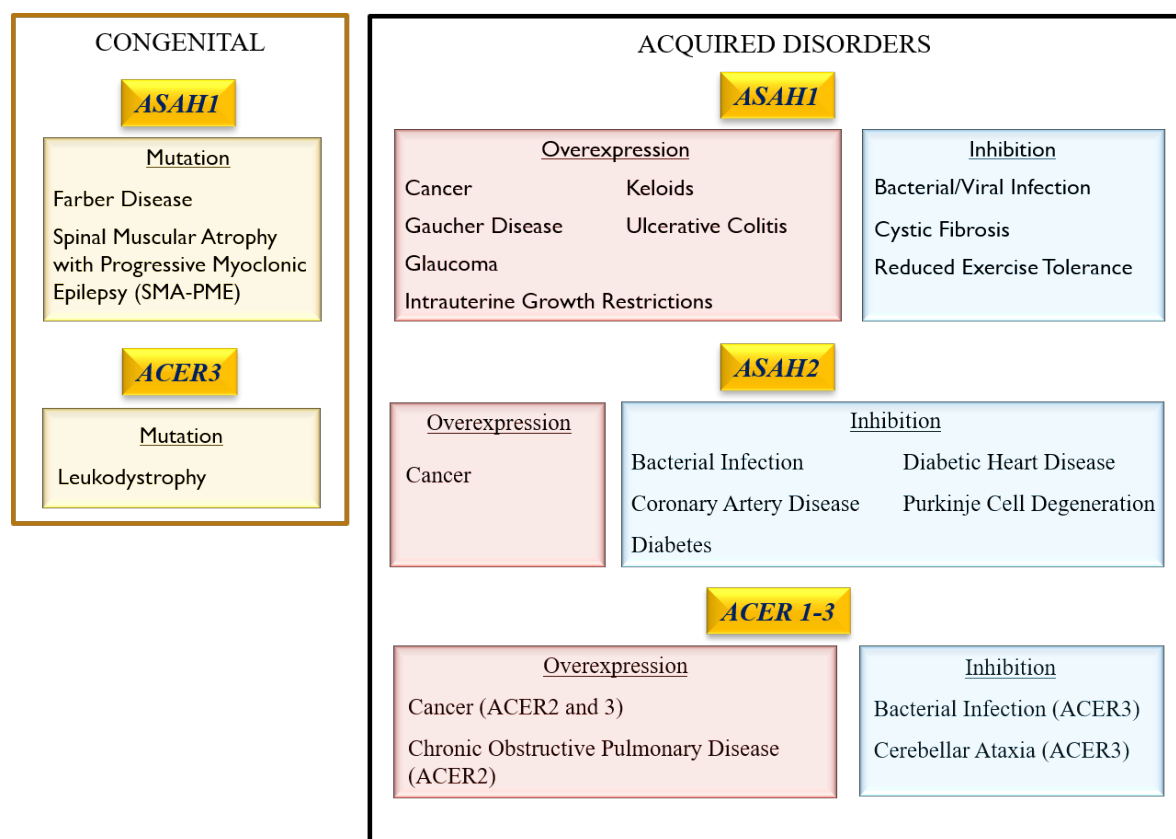 CONGENITAL
ASAH1
Mutation
Farber Disease
Spinal Muscular Atrophy
with Progressive Myoclonic
Epilepsy (SMA-PME)
ACER3
Mutation
Leukodystrophy
ACQUIRED DISORDERS
ASAH1
Overexpression
Cancer
Keloids
Gaucher Disease
Ulcerative Colitis
Glaucoma
Intrauterine Growth Restrictions
Inhibition
Bacterial/Viral Infection
Cystic Fibrosis
Reduced Exercise Tolerance
ASAH2
Overexpression
Cancer
Inhibition
Bacterial Infection
Diabetic Heart Disease
Coronary Artery Disease
Purkinje Cell Degeneration
Diabetes
ACER 1-3
Overexpression
Cancer (ACER2 and 3)
Chronic Obstructive Pulmonary Disease
(ACER2)
Inhibition
Bacterial Infection (ACER3)
Cerebellar Ataxia (ACER3)